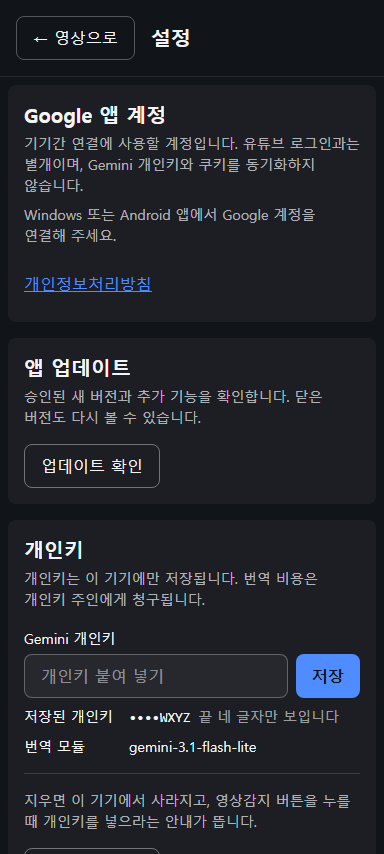 ← 영상으로
설정
Google 앱 계정
기기간 연결에 사용할 계정입니다. 유튜브 로그인과는
별개이며, Gemini 개인키와 쿠키를 동기화하지
않습니다.
Windows 또는 Android 앱에서 Google 계정을
연결해 주세요.
개인정보처리방침
앱 업데이트
승인된 새 버전과 추가 기능을 확인합니다. 닫은
버전도 다시 볼 수 있습니다.
업데이트 확인
개인키
개인키는 이 기기에만 저장됩니다. 번역 비용은
개인키 주인에게 청구됩니다.
Gemini 개인키
개인키 붙여 넣기
저장
저장된 개인키 ••••WXYZ 끝 네 글자만 보입니다
번역 모듈 gemini-3.1-flash-lite
지우면 이 기기에서 사라지고, 영상감지 버튼을 누를
때 개인키를 넣으라는 안내가 뜹니다.